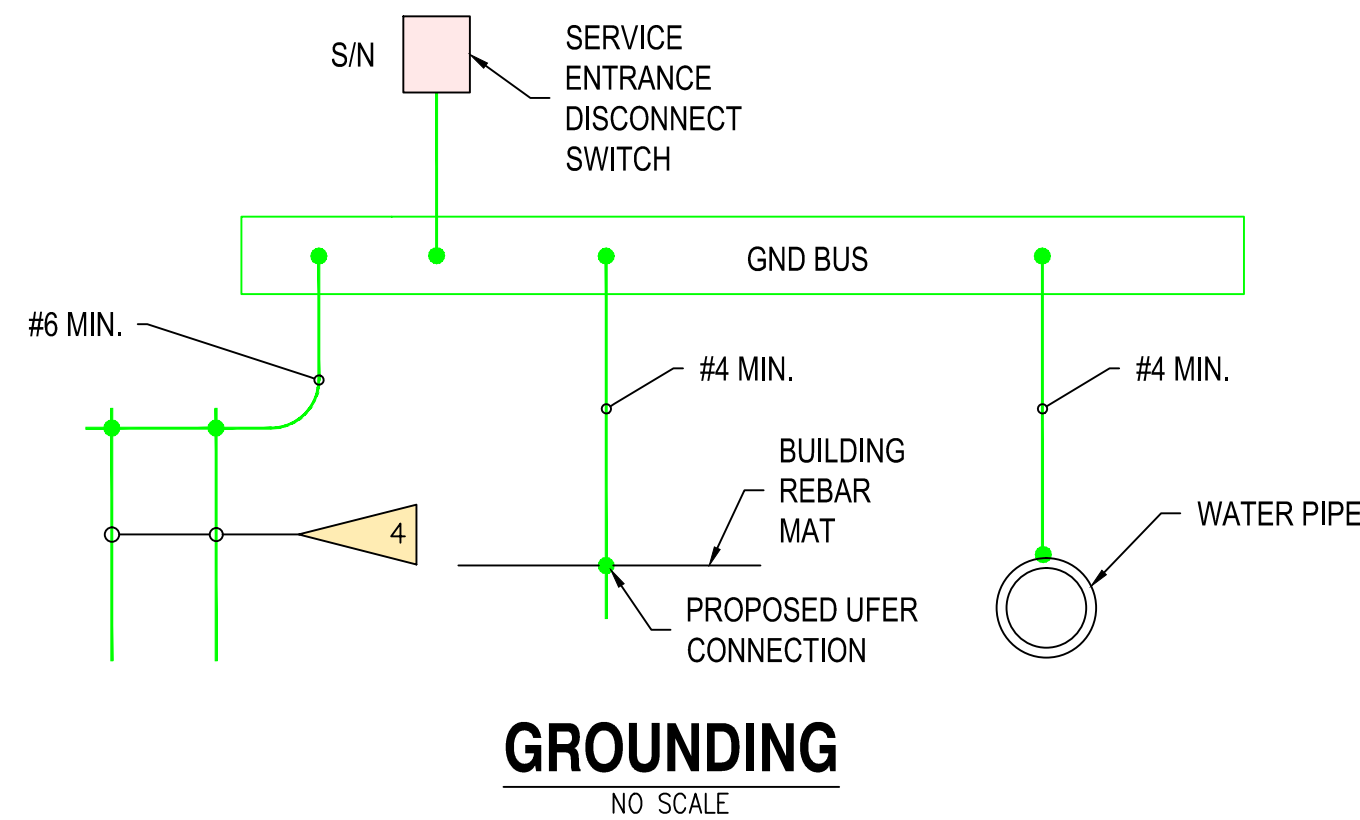 S/N
SERVICE
ENTRANCE
DISCONNECT
SWITCH
GND BUS
#6 MIN.
#4 MIN.
#4 MIN.
BUILDING
REBAR
MAT
WATER PIPE
4
PROPOSED UFER
CONNECTION
GROUNDING
NO SCALE